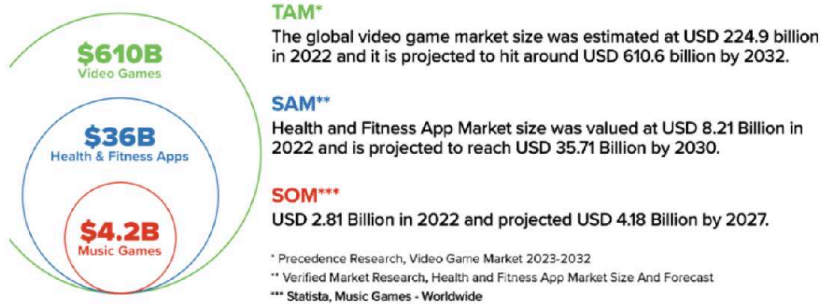 $610B
Video Games
$36B
Health & Fitness Apps
$4.2B
Music Games
TAM*
The global video game market size was estimated at USD 224.9 billion
in 2022 and it is projected to hit around USD 610.6 billion by 2032.
SAM**
Health and Fitness App Market size was valued at USD 8.21 Billion in
2022 and is projected to reach USD 35.71 Billion by 2030.
SOM***
USD 2.81 Billion in 2022 and projected USD 4.18 Billion by 2027.
* Precedence Research, Video Game Market 2023-2032
** Verified Market Research, Health and Fitness App Market Size And Forecast
*** Statista, Music Games - Worldwide